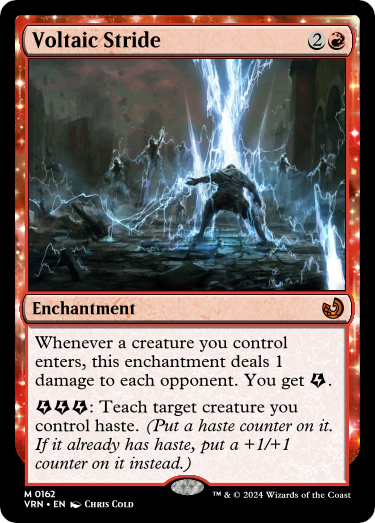 Voltaic Stride 2
Enchantment
Whenever a creature you control
enters, this enchantment deals 1
damage to each opponent. You get .
: Teach target creature you
control haste. (Put a haste counter on it.
If it already has haste, put a +1/+1
counter on it instead.)
M 0162
VRN • EN Chris Cold
™ & © 2024 Wizards of the Coast